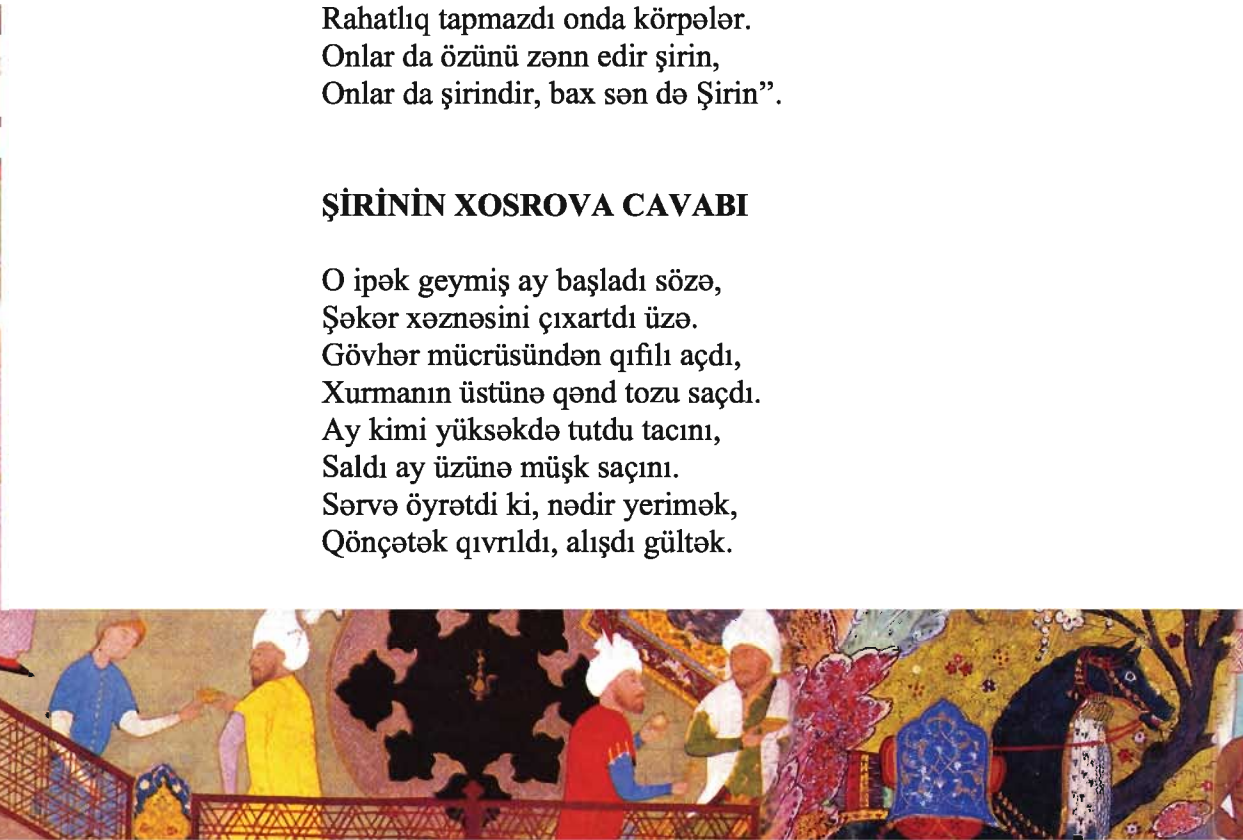 Rahatlıq tapmazdı onda körpələr.
Onlar da özünü zənn edir şirin,
Onlar da şirindir, bax sən də Şirin”.
ŞİRİNİN XOSROVA CAVABI
O ipək geymiş ay başladı sözə,
Şəkər xəznəsini çıxartdı üzə.
Gövhər mücrüsündən qıfılı açdı,
Xurmanın üstünə qənd tozu saçdı.
Ay kimi yüksəkdə tutdu tacını,
Saldı ay üzünə müşk saçını.
Sərvə öyrətdi ki, nədir yerimək,
Qönçətək qıvrıldı, alışdı gültək.